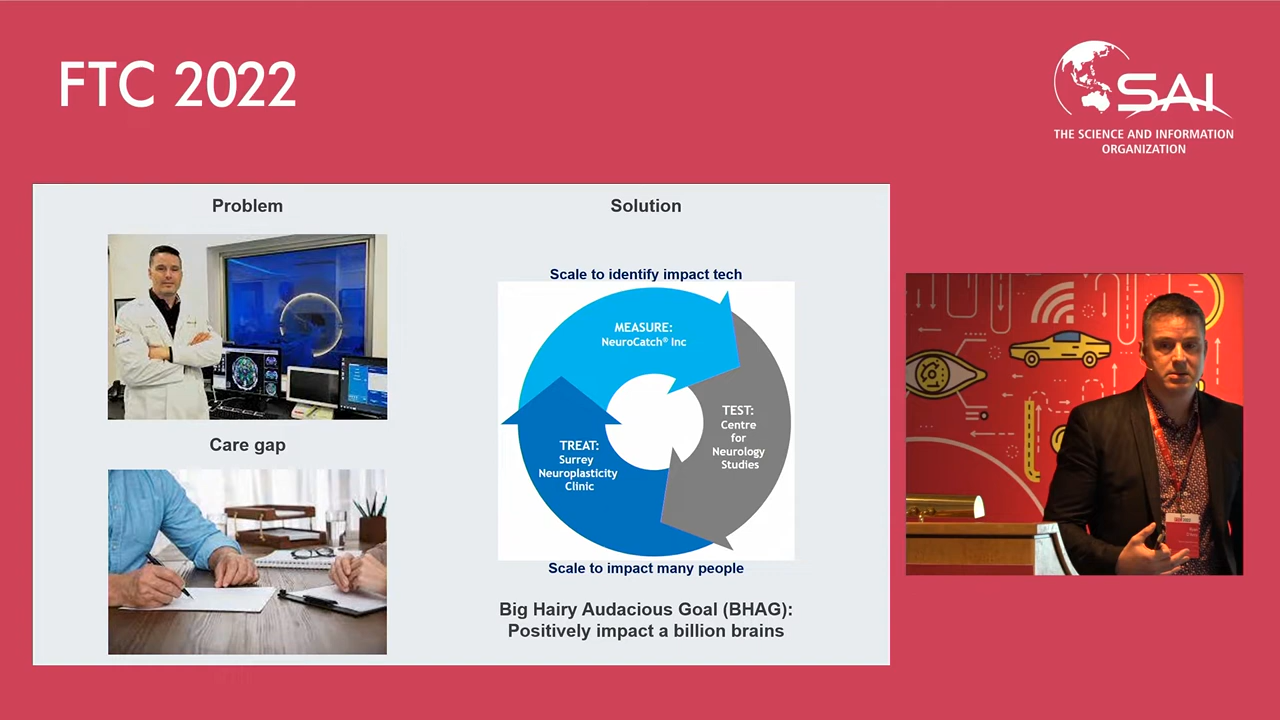 FTC 2022
SAI
THE SCIENCE AND INFORMATION
ORGANIZATION
Problem
Care gap
Solution
Scale to identify impact tech
MEASURE:
NeuroCatch® Inc
TEST:
Centre
for
Neurology
Studies
TREAT:
Surrey
Neuroplasticity
Clinic
Scale to impact many people
Big Hairy Audacious Goal (BHAG):
Positively impact a billion brains